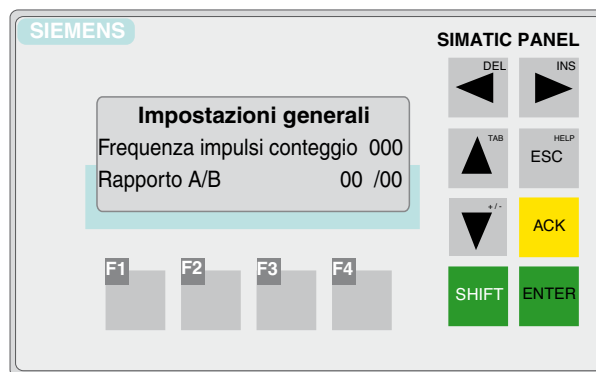 SIEMENS
SIMATIC PANEL
DEL
INS
Impostazioni generali
Frequenza impulsi conteggio 000
Rapporto A/B 00 /00
TAB
HELP
ESC
+ / -
ACK
F1
F2
F3
F4
SHIFT
ENTER